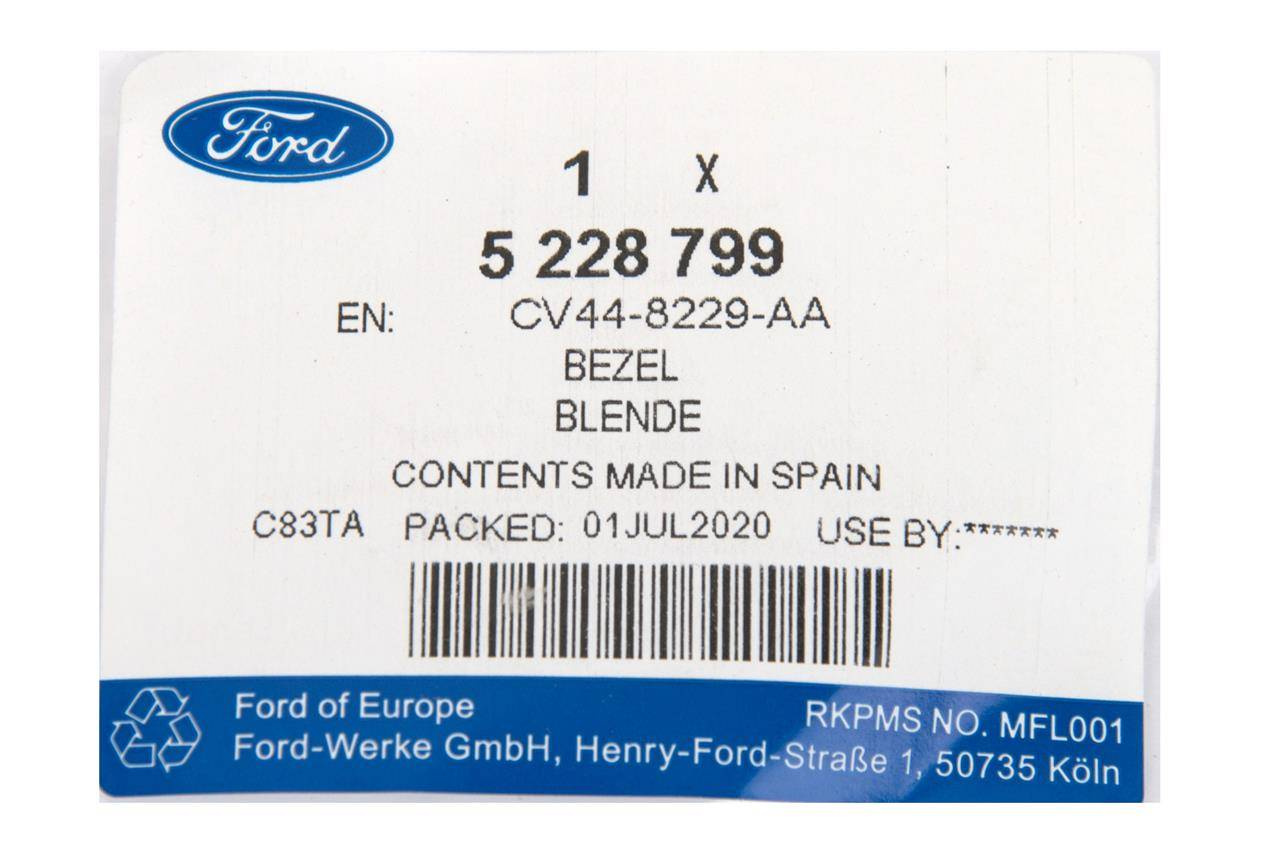 Ford
1 X
5 228 799
EN: CV44-8229-AA
BEZEL
BLENDE
CONTENTS MADE IN SPAIN
C83TA PACKED: 01JUL2020 USE BY:*******
Ford of Europe
RKPMS NO. MFL001
Ford-Werke GmbH, Henry-Ford-Straße 1, 50735 Köln